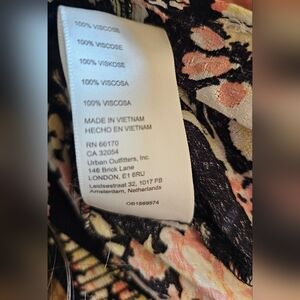 100% VISCOSE
100% VISCOSE
100% VISKOSE
100% VISCOSA
100% VISCOSA
MADE IN VIETNAM
HECHO EN VIETNAM
RN 66170
CA 32054
Urban Outfitters, Inc.
146 Brick Lane
LONDON, E1 6RU
Leidsestraat 32, 1017 PB
Amsterdam, Netherlands
OB1869574